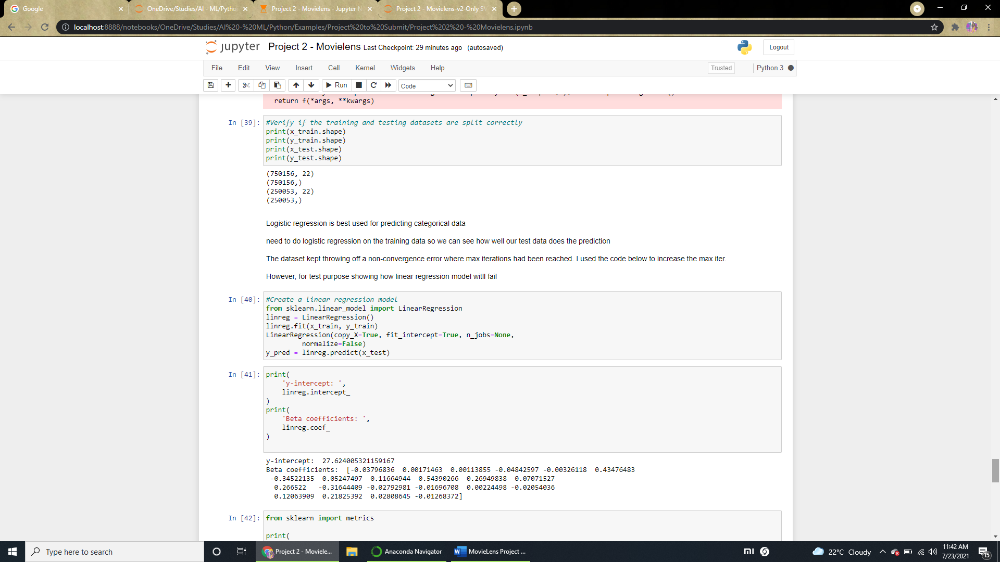 Google
OneDrive/Studies/AI - ML/Pytho
Project 2 - Movielens - Jupyter N
Project 2 - Movielens-v2-Only SV
localhost:8888/notebooks/OneDrive/Studies/AI%20-%20ML/Python/Examples/Project%20to%20Submit/Project%202%20-%20Movielens.ipynb
jupyter Project 2 - Movielens Last Checkpoint: 29 minutes ago (autosaved)
Logout
File Edit View Insert Cell Kernel Widgets Help
Trusted
Python 3
Run
Code
return f(*args, **kwargs)
In [39]: #Verify if the training and testing datasets are split correctly
print(x_train.shape)
print(y_train.shape)
print(x_test.shape)
print(y_test.shape)
(750156, 22)
(750156,)
(250053, 22)
(250053,)
Logistic regression is best used for predicting categorical data
need to do logistic regression on the training data so we can see how well our test data does the prediction
The dataset kept throwing off a non-convergence error where max iterations had been reached. I used the code below to increase the max iter.
However, for test purpose showing how linear regression model witll fail
In [40]: #Create a linear regression model
from sklearn.linear_model import LinearRegression
linreg = LinearRegression()
linreg.fit(x_train, y_train)
LinearRegression(copy_X=True, fit_intercept=True, n_jobs=None,
normalize=False)
y_pred = linreg.predict(x_test)
In [41]: print(
'y-intercept: ',
linreg.intercept_
)
print(
'Beta coefficients: ',
linreg.coef_
)
y-intercept:  27.624005321159167
Beta coefficients:  [-0.03796836  0.00171463  0.00113855 -0.04842597 -0.00326118  0.43476483
-0.34522135  0.05247497  0.11664944  0.54390266  0.26949838  0.07071527
0.266522   -0.31644409 -0.02792981 -0.01696708  0.00224498 -0.02054036
0.12063909  0.21825392  0.02808645 -0.01268372]
In [42]: from sklearn import metrics
print(
Type here to search
Project 2 - Moviele...
Anaconda Navigator
MovieLens Project ...
22°C Cloudy
11:42 AM
7/23/2021
15